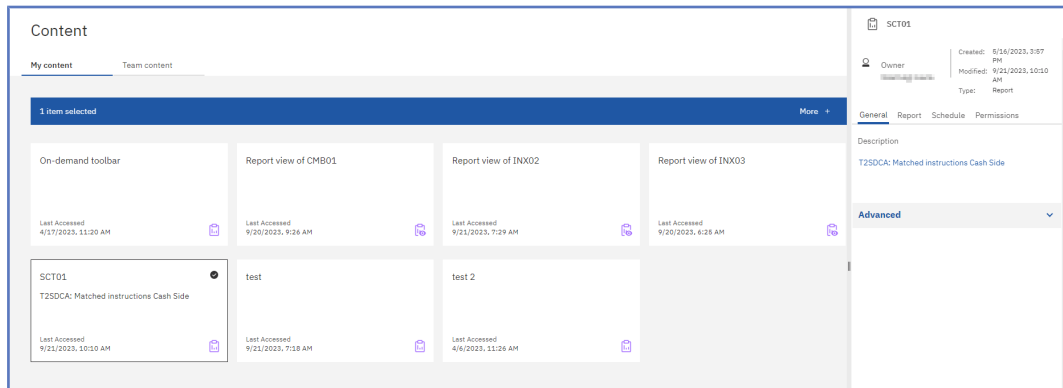 Content
My content
Team content
1 item selected
More +
On-demand toolbar
Last Accessed
4/17/2023, 11:20 AM
Report view of CMB01
Last Accessed
9/20/2023, 9:26 AM
Report view of INX02
Last Accessed
9/21/2023, 7:29 AM
Report view of INX03
Last Accessed
9/20/2023, 6:25 AM
SCT01
T2SDCA: Matched instructions Cash Side
Last Accessed
9/21/2023, 10:10 AM
test
Last Accessed
9/21/2023, 7:18 AM
test 2
Last Accessed
4/6/2023, 11:26 AM
SCT01
Owner
Created: 5/16/2023, 3:57
PM
Modified: 9/21/2023, 10:10
AM
Type: Report
General Report Schedule Permissions
Description
T2SDCA: Matched instructions Cash Side
Advanced